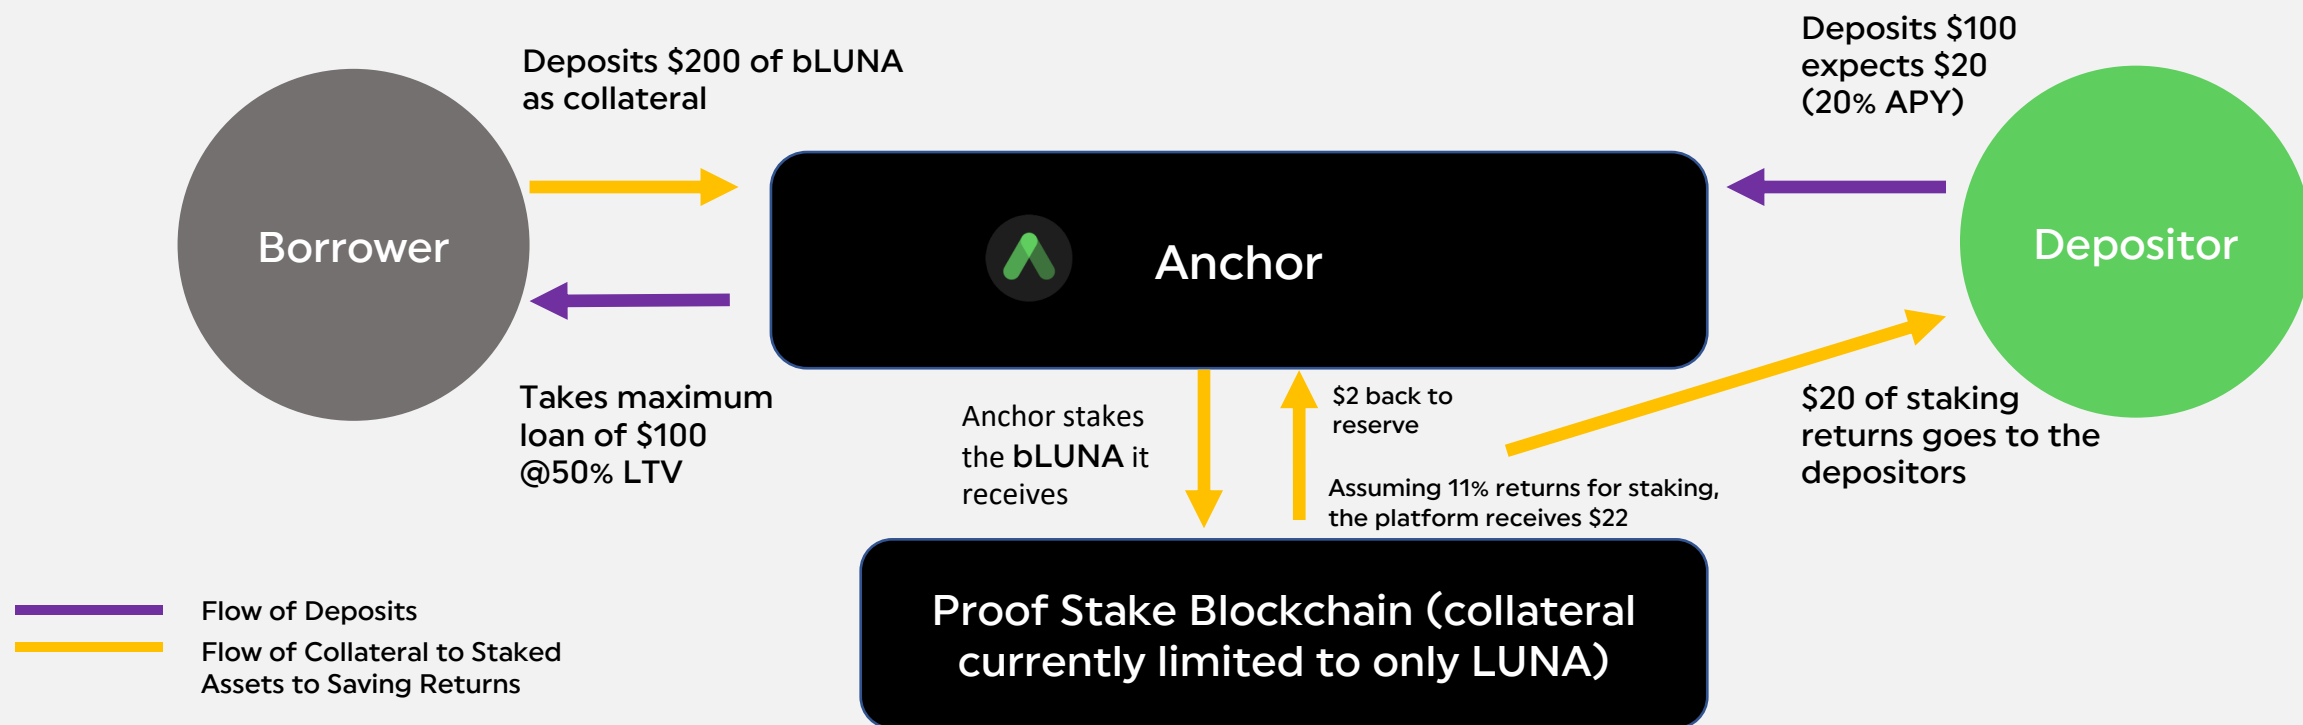 Deposits $200 of bLUNA
as collateral
Deposits $100
expects $20
(20% APY)
Borrower
Anchor
Depositor
Takes maximum
loan of $100
@50% LTV
Anchor stakes
the bLUNA it
receives
$2 back to
reserve
Assuming 11% returns for staking,
the platform receives $22
$20 of staking
returns goes to the
depositors
Proof Stake Blockchain (collateral
currently limited to only LUNA)
Flow of Deposits
Flow of Collateral to Staked
Assets to Saving Returns